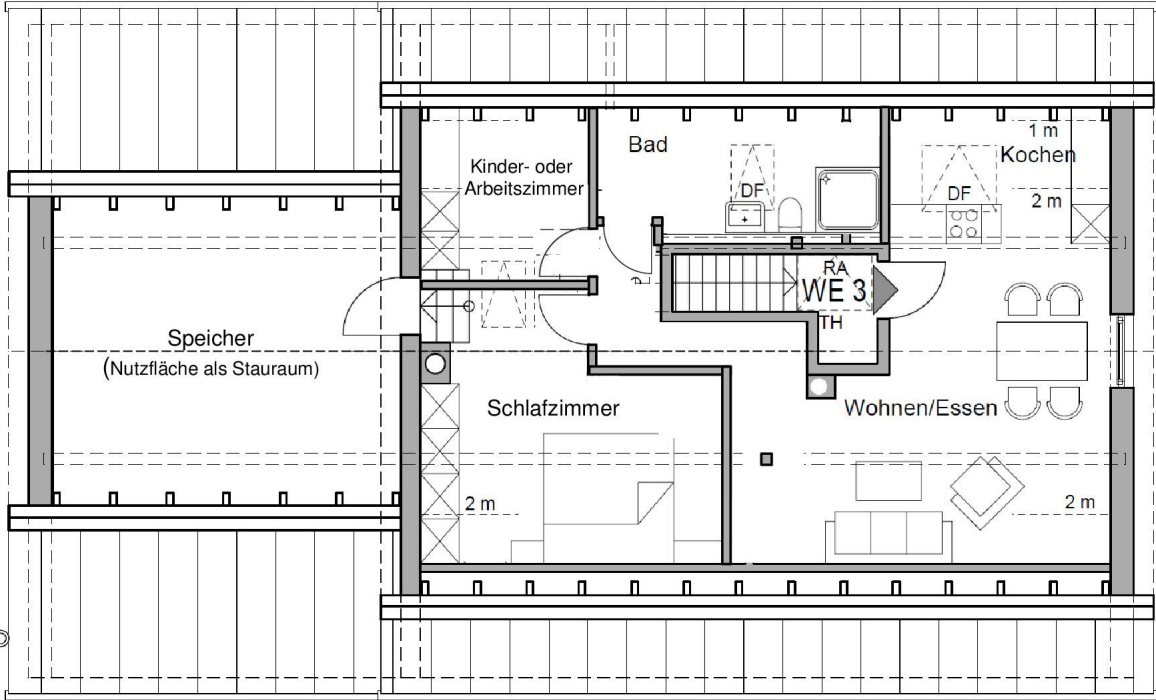 Kinder- oder
Arbeitszimmer
Bad
DF
1 m
Kochen
DF
2 m
RA
WE 3
TH
Speicher
(Nutzfläche als Stauraum)
Schlafzimmer
Wohnen/Essen
2 m
2 m